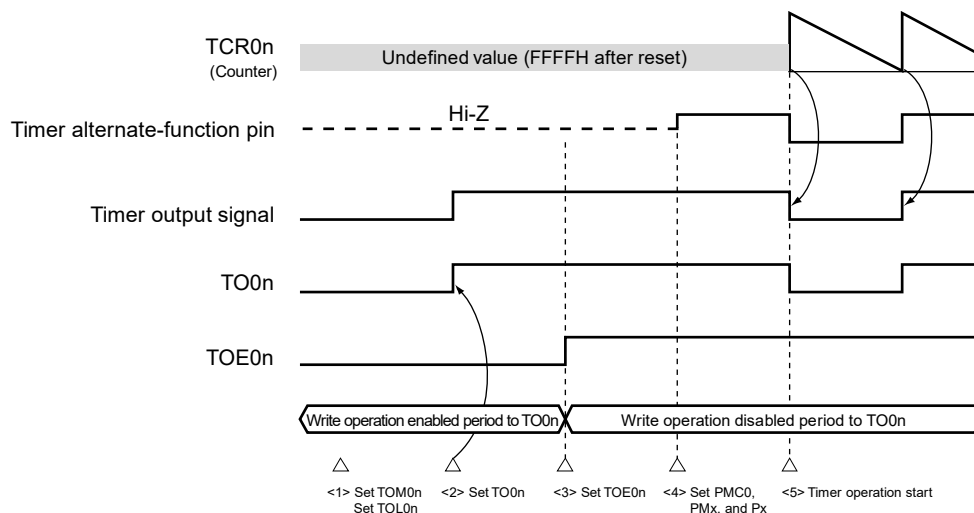 TCR0n
(Counter)
Undefined value (FFFFH after reset)
Hi-Z
Timer alternate-function pin
Timer output signal
TO0n
TOE0n
Write operation enabled period to TO0n
Write operation disabled period to TO0n
<1> Set TOM0n
Set TOL0n
<2> Set TO0n
<3> Set TOE0n
<4> Set PMC0,
PMx, and Px
<5> Timer operation start